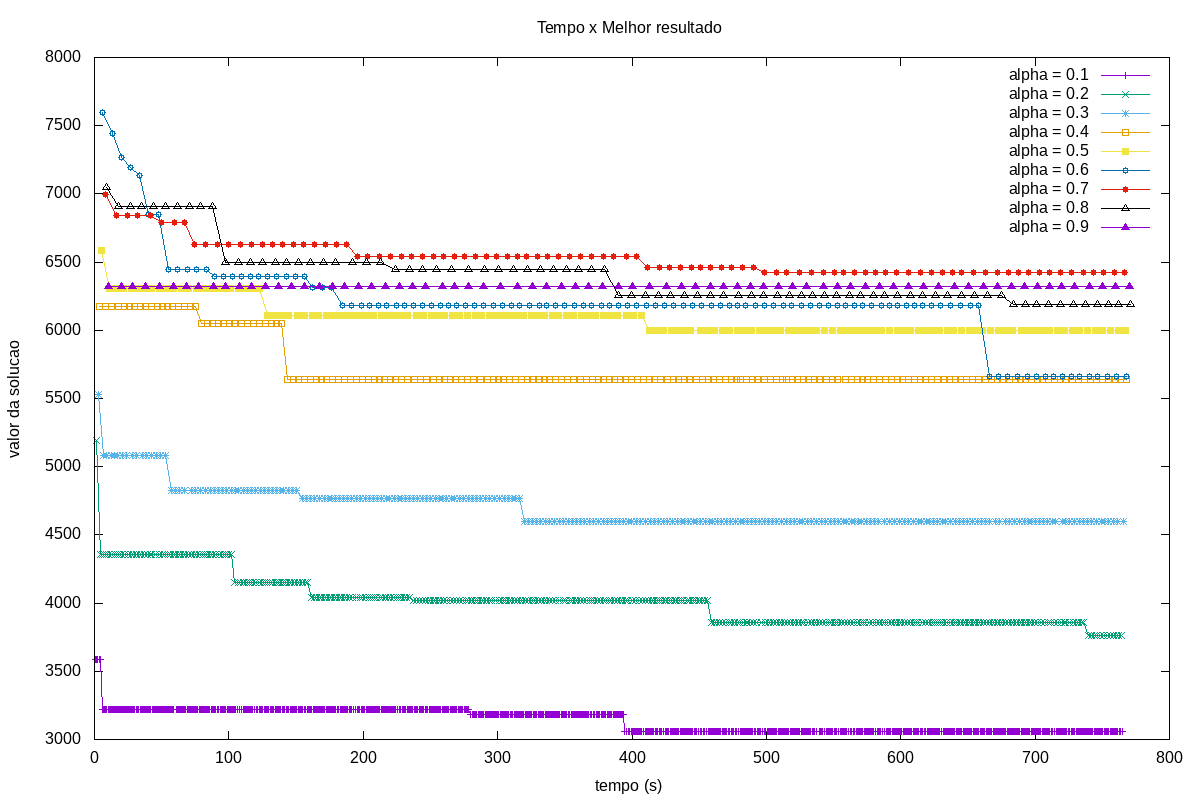 Tempo x Melhor resultado
8000
7500
7000
6500
6000
5500
5000
4500
4000
3500
3000
valor da solucao
alpha = 0.1
alpha = 0.2
alpha = 0.3
alpha = 0.4
alpha = 0.5
alpha = 0.6
alpha = 0.7
alpha = 0.8
alpha = 0.9
0 100 200 300 400 500 600 700 800
tempo (s)